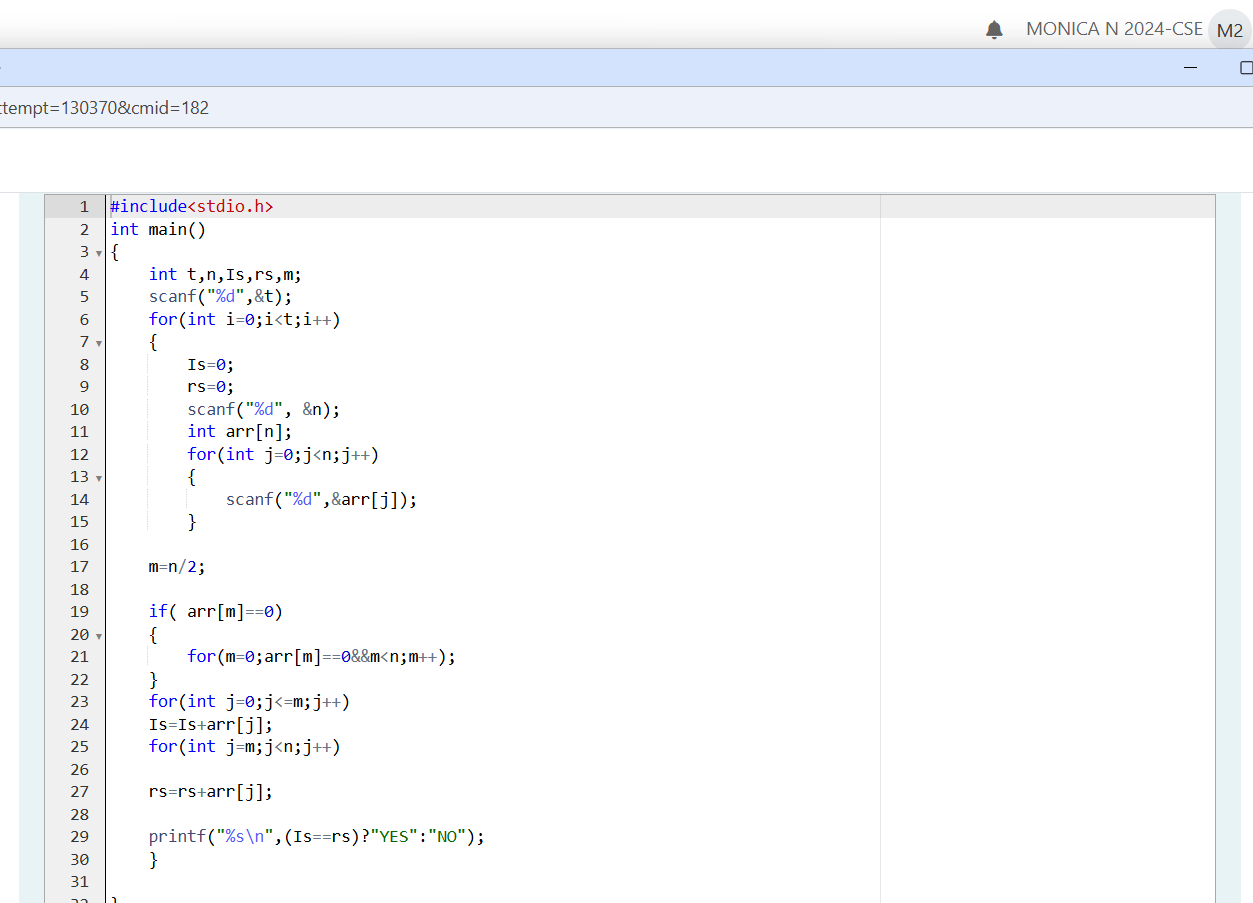 MONICA N 2024-CSE M2
ttempt=130370&cmid=182
1 #include<stdio.h>
2 int main()
3 {
4 int t,n,Is,rs,m;
5 scanf("%d",&t);
6 for(int i=0;i<t;i++)
7 {
8 Is=0;
9 rs=0;
10 scanf("%d", &n);
11 int arr[n];
12 for(int j=0;j<n;j++)
13 {
14 scanf("%d",&arr[j]);
15 }
16
17 m=n/2;
18
19 if( arr[m]==0)
20 {
21 for(m=0;arr[m]==0&&m<n;m++);
22 }
23 for(int j=0;j<=m;j++)
24 Is=Is+arr[j];
25 for(int j=m;j<n;j++)
26
27 rs=rs+arr[j];
28
29 printf("%s\n",(Is==rs)?"YES":"NO");
30 }
31
32 }